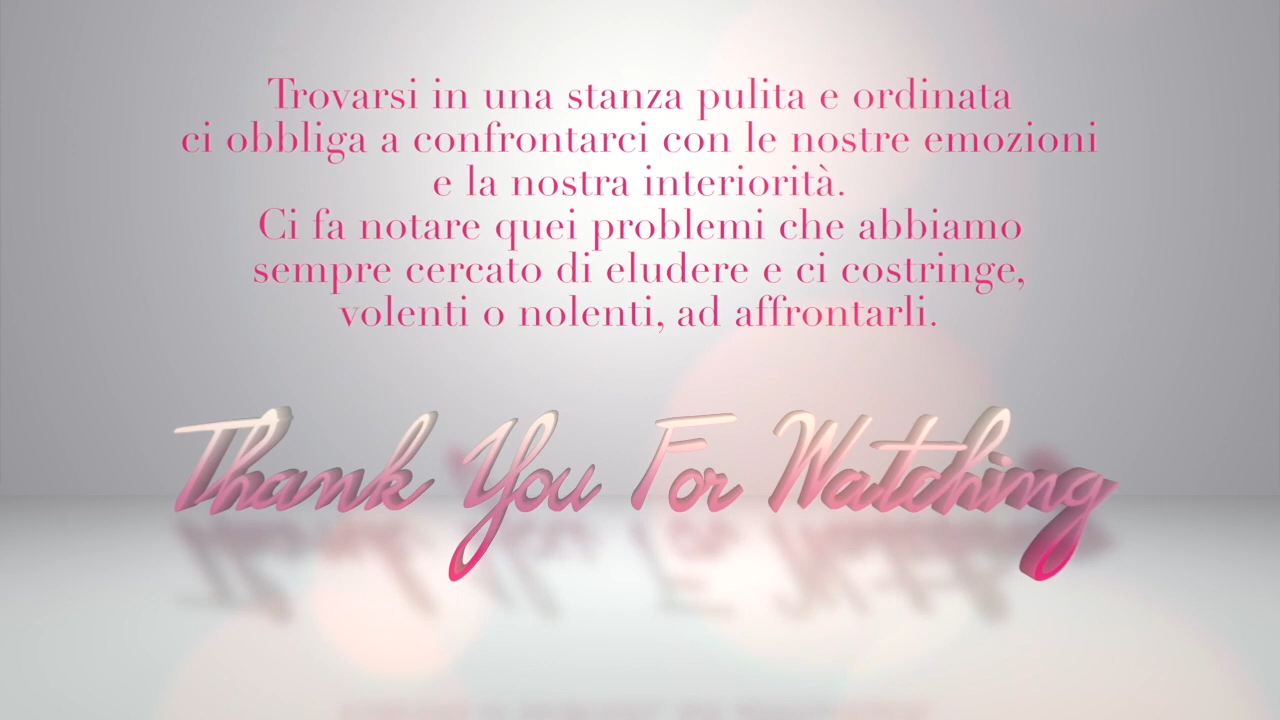 Trovarsi in una stanza pulita e ordinata
ci obbliga a confrontarci con le nostre emozioni
e la nostra interiorità.
Ci fa notare quei problemi che abbiamo
sempre cercato di eludere e ci costringe,
volenti o nolenti, ad affrontarli.
Thank You For Watching